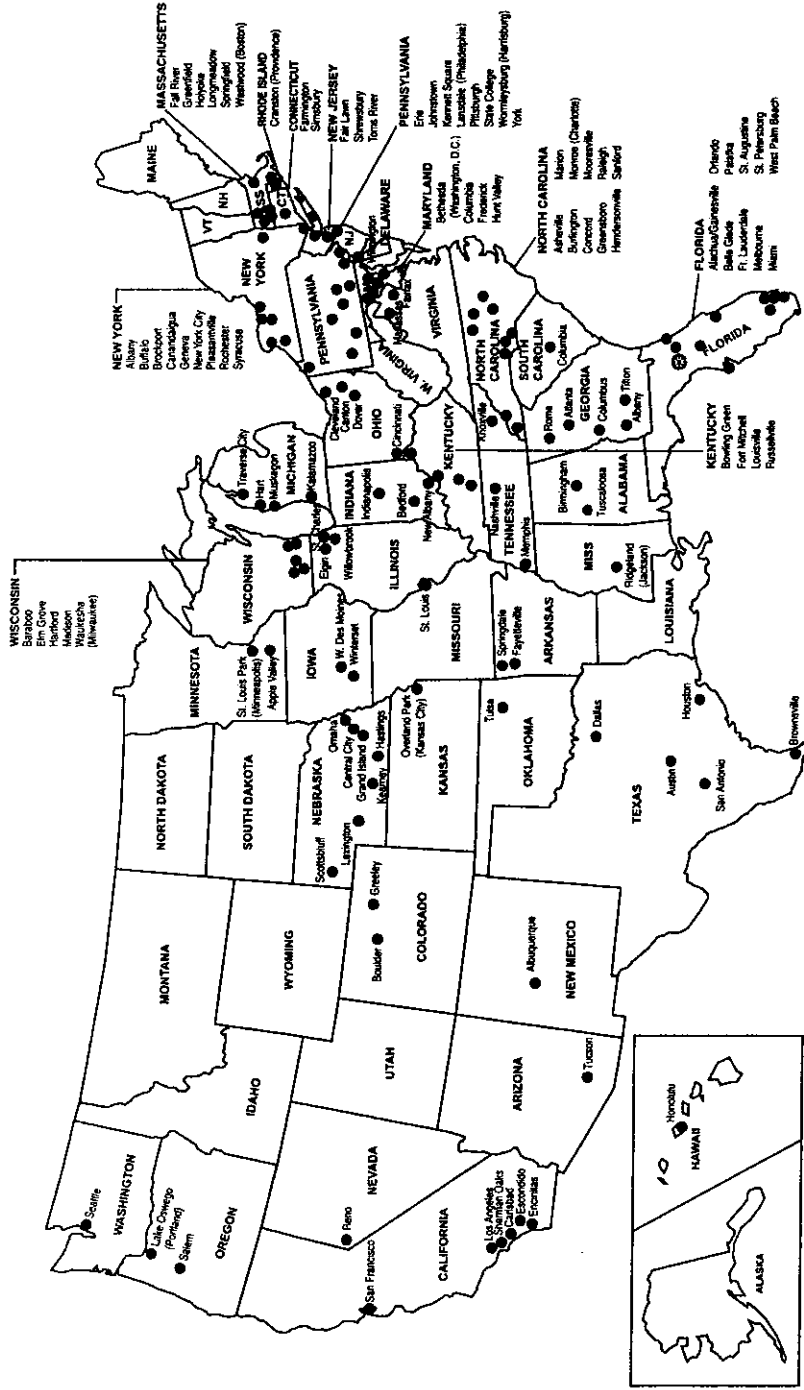 WISCONSIN
Baraboo
Elm Grove
Hartford
Madison
Waukesha
(Milwaukee)
NEW YORK
Albany
Buffalo
Brockport
Canandaigua
Geneva
New York City
Pleasantville
Rochester
Syracuse
MASSACHUSETTS
Fall River
Greenfield
Holyoke
Longmeadow
Springfield
Westwood (Boston)
RHODE ISLAND
Cranston (Providence)
CONNECTICUT
Farmington
Simsbury
NEW JERSEY
Fair Lawn
Shrewsbury
Toms River
PENNSYLVANIA
Erie
Johnstown
Kennett Square
Lansdale (Philadelphia)
Pittsburgh
State College
Wormleysburg (Harrisburg)
York
DELAWARE
MARYLAND
Bethesda
(Washington, D.C.)
Columbia
Frederick
Hunt Valley
NORTH CAROLINA
Asheville
Burlington
Concord
Greensboro
Hendersonville
Marion
Monroe (Charlotte)
Mooresville
Raleigh
Sanford
FLORIDA
Alachua/Gainesville
Belle Glade
Ft. Lauderdale
Melbourne
Miami
Orlando
Palatka
St. Augustine
St. Petersburg
West Palm Beach
KENTUCKY
Bowling Green
Fort Mitchell
Louisville
Russellville
WASHINGTON
Seattle
OREGON
Lake Oswego
(Portland)
Salem
CALIFORNIA
San Francisco
Los Angeles
Sherman Oaks
Carlsbad
Escondido
Encinitas
NEVADA
Reno
IDAHO
MONTANA
WYOMING
UTAH
ARIZONA
Tucson
COLORADO
Boulder
Greeley
NEW MEXICO
Albuquerque
NORTH DAKOTA
SOUTH DAKOTA
NEBRASKA
Scottsbluff
Lexington
Omaha
Central City
Grand Island
Hastings
Kearney
KANSAS
Overland Park
(Kansas City)
OKLAHOMA
Tulsa
TEXAS
Dallas
Austin
San Antonio
Houston
Brownsville
MINNESOTA
St. Louis Park
(Minneapolis)
Apple Valley
IOWA
W. Des Moines
Winterset
MISSOURI
St. Louis
ARKANSAS
Springdale
Fayetteville
LOUISIANA
WISCONSIN
ILLINOIS
St. Charles
Elgin
Willowbrook
MICHIGAN
Traverse City
Hart
Muskegon
Kalamazoo
INDIANA
Indianapolis
Bedford
New Albany
OHIO
Cleveland
Canton
Dover
Cincinnati
KENTUCKY
TENNESSEE
Nashville
Memphis
Knoxville
MISS
Ridgeland
(Jackson)
ALABAMA
Birmingham
Tuscaloosa
GEORGIA
Rome
Atlanta
Columbus
Tifton
Albany
FLORIDA
SOUTH
CAROLINA
Columbia
NORTH
CAROLINA
VIRGINIA
W. VIRGINIA
PENNSYLVANIA
NEW
YORK
VT
NH
MAINE
CT
NJ
ALASKA
HAWAII
Honolulu